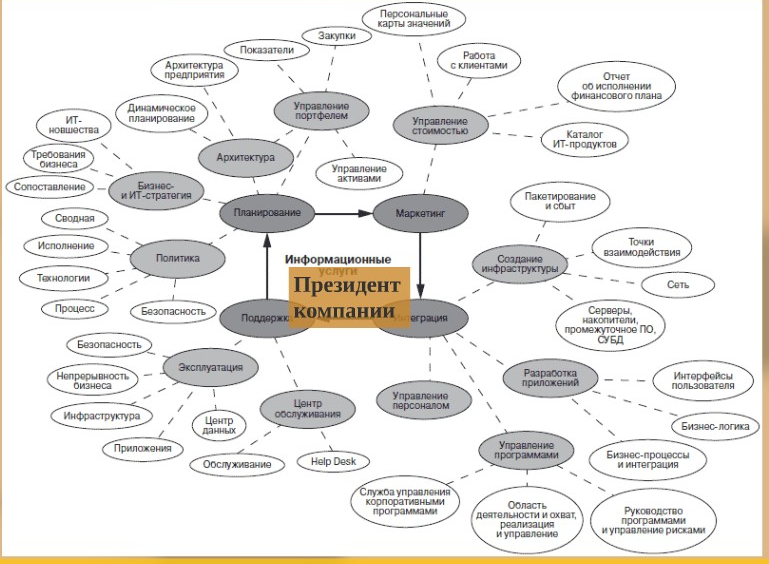 Персональные
карты значений
Закупки
Показатели
Работа
с клиентами
Архитектура
предприятия
Отчет
об исполнении
финансового плана
Динамическое
планирование
Управление
портфелем
Управление
стоимостью
ИТ-
новшества
Каталог
ИТ-продуктов
Требования
бизнеса
Архитектура
Управление
активами
Сопоставление
Бизнес-
и ИТ-стратегия
Пакетирование
и сбыт
Планирование
Маркетинг
Сводная
Исполнение
Политика
Точки
взаимодействия
Информационные
услуги
Создание
инфраструктуры
Технологии
Сеть
Президент
компании
Процесс
Безопасность
Поддержка
Интеграция
Серверы,
накопители,
промежуточное ПО,
СУБД
Безопасность
Эксплуатация
Непрерывность
бизнеса
Разработка
приложений
Интерфейсы
пользователя
Инфраструктура
Центр
данных
Центр
обслуживания
Управление
персоналом
Бизнес-логика
Приложения
Обслуживание
Help Desk
Управление
программами
Бизнес-процессы
и интеграция
Служба управления
корпоративными
программами
Область
деятельности и охват,
реализация
и управление
Руководство
программами
и управление рисками